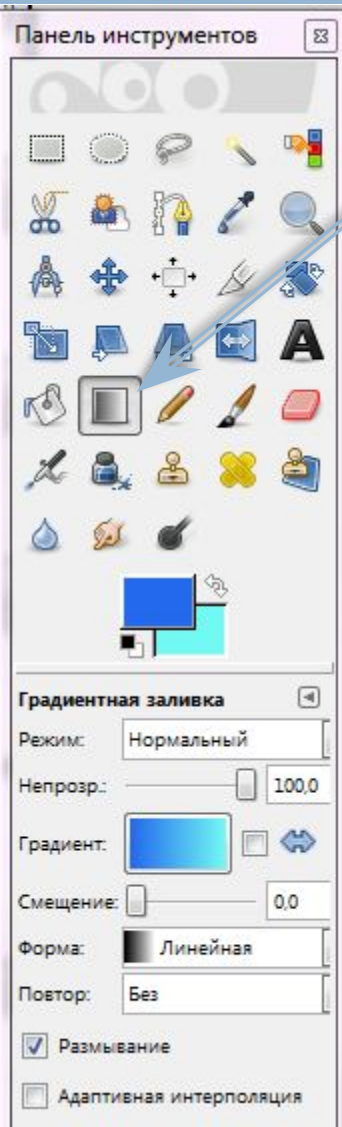 Панель инструментов
Градиентная заливка
Режим: Нормальный
Непрозр.: 100,0
Градиент:
Смещение: 0,0
Форма: Линейная
Повтор: Без
Размывание
Адаптивная интерполяция